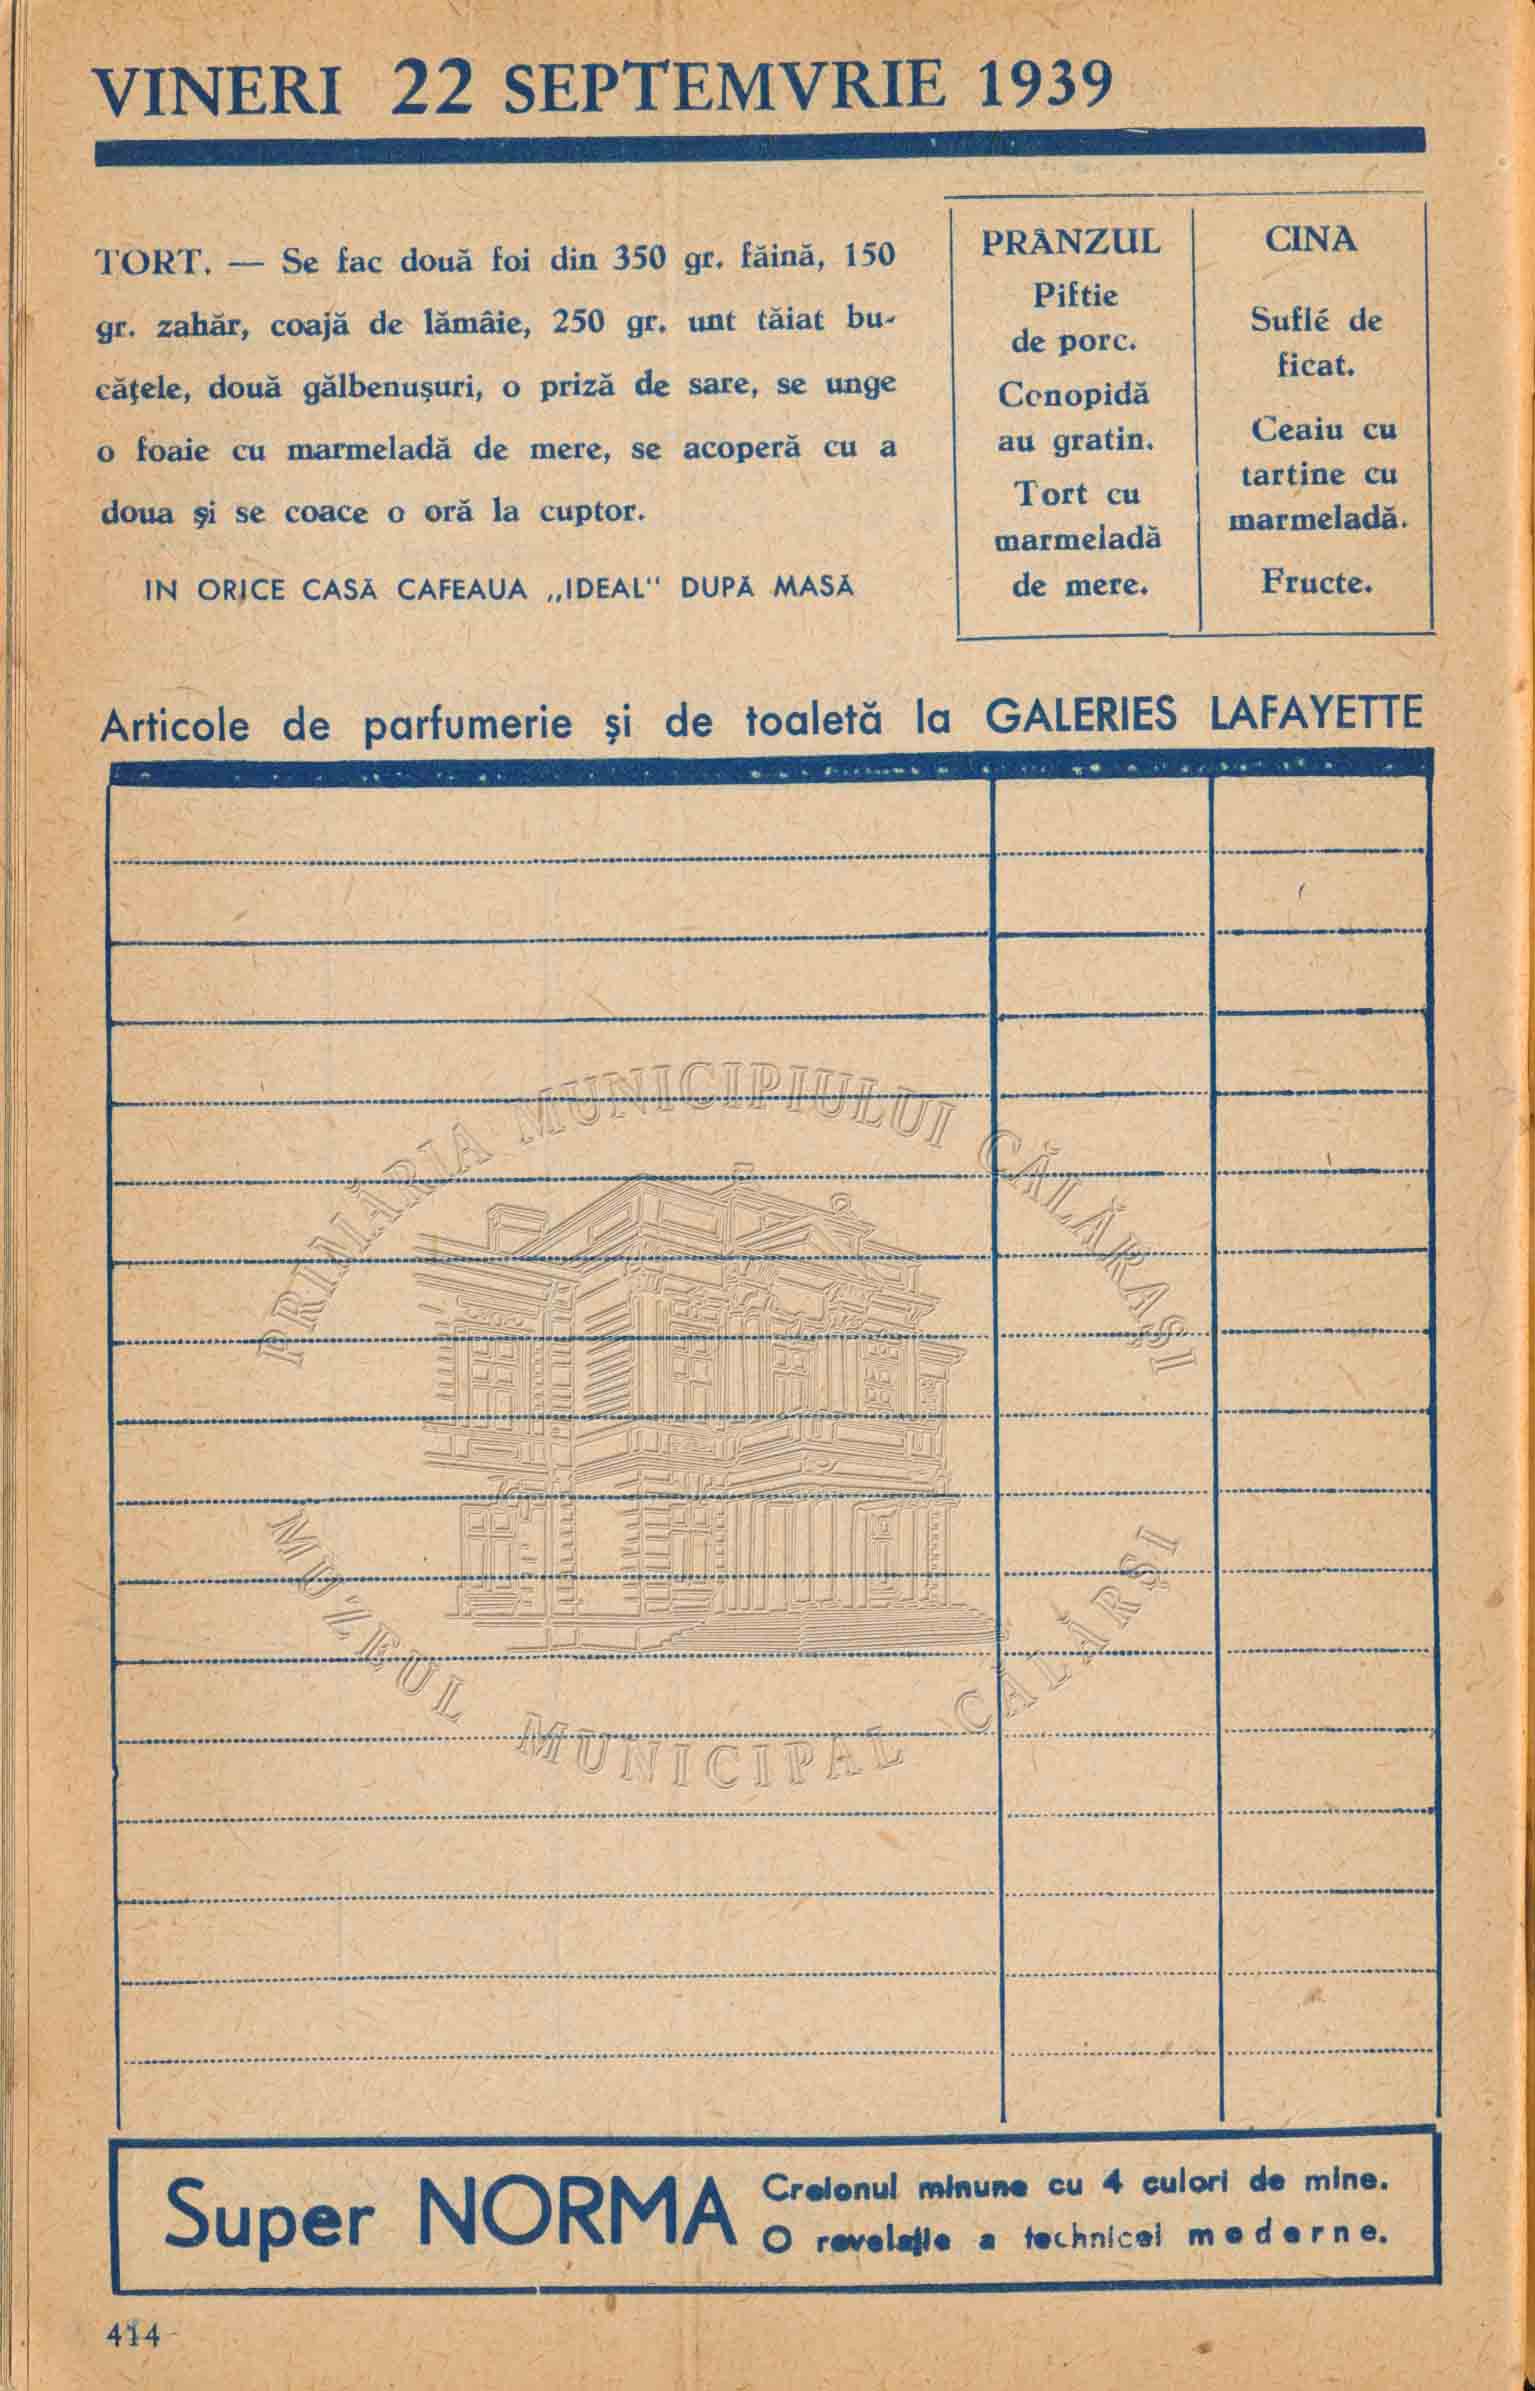 VINERI 22 SEPTEMVRIE 1939
TORT. — Se fac două foi din 350 gr. făină, 150
gr. zahăr, coajă de lămâie, 250 gr. unt tăiat bu-
căţele, două gălbenuşuri, o priză de sare, se unge
o foaie cu marmeladă de mere, se acoperă cu a
doua şi se coace o oră la cuptor.
IN ORICE CASĂ CAFEAUA „IDEAL" DUPĂ MASĂ
PRÂNZUL
Piftie
de porc.
Conopidă
au gratin.
Tort cu
marmeladă
de mere.
CINA
Suflé de
ficat.
Ceaiu cu
tartine cu
marmeladă.
Fructe.
Articole de parfumerie şi de toaletă la GALERIES LAFAYETTE
PRIMĂRIA MUNICIPIULUI CĂLĂRAŞI
MUZEUL MUNICIPAL CĂLĂRŞI
Super NORMA
Creionul minune cu 4 culori de mine.
O revelaţie a technicei moderne.
414